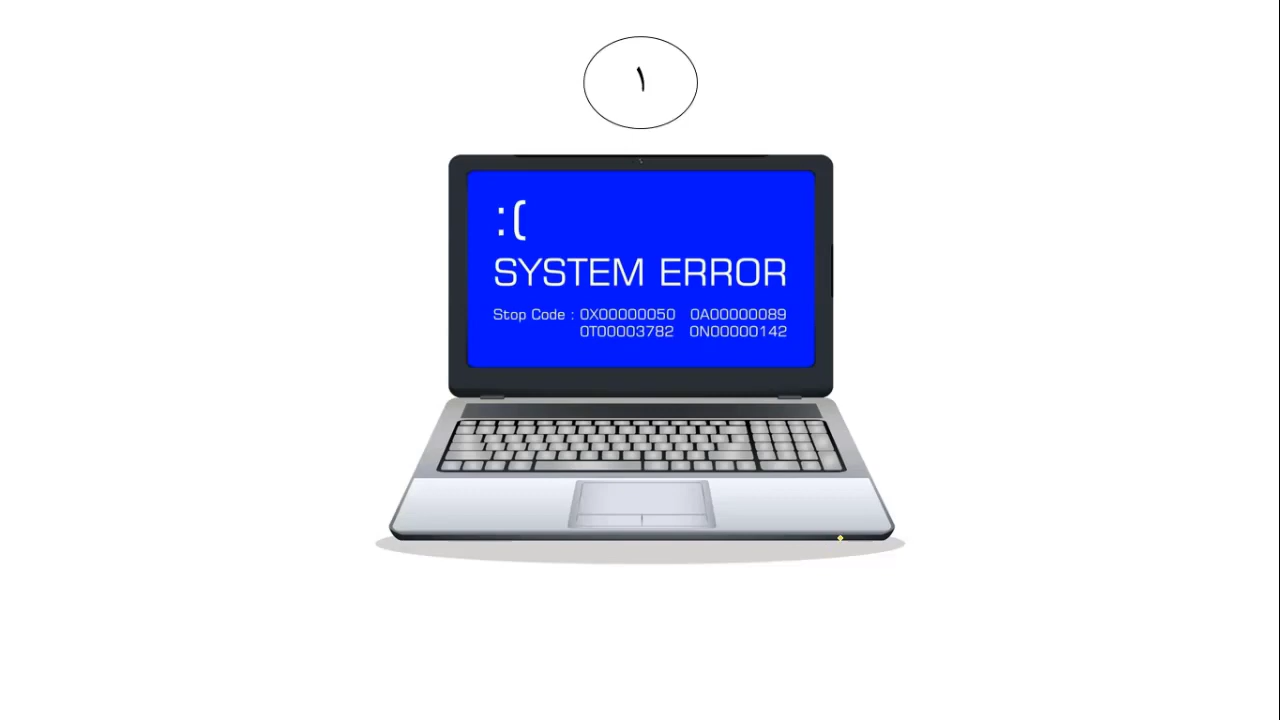 ١
:(
SYSTEM ERROR
Stop Code : 0X00000050 0A00000089
0T00003782 0N00000142